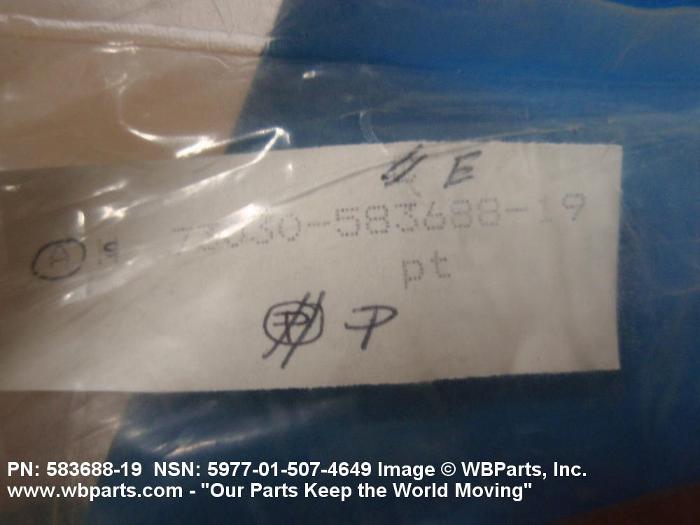 E
A 73030-583688-19
pt
P P
PN: 583688-19 NSN: 5977-01-507-4649 Image © WBParts, Inc.
www.wbparts.com - "Our Parts Keep the World Moving"